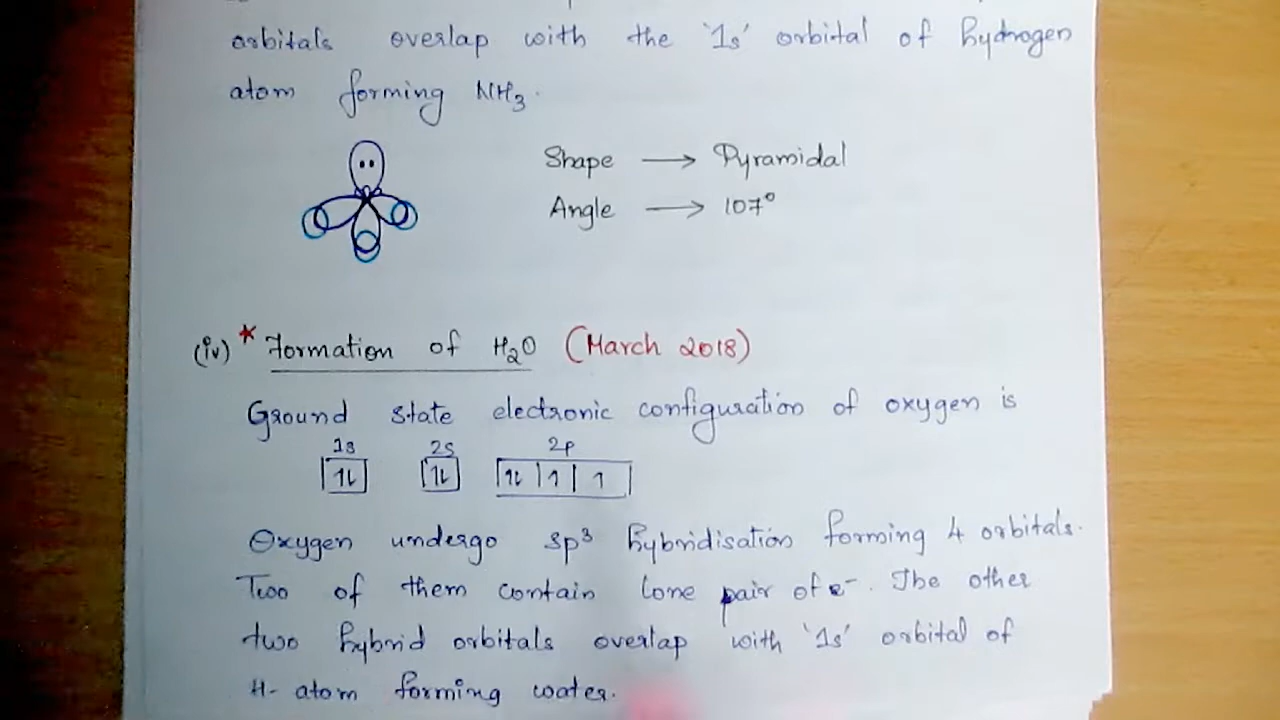 orbitals overlap with the '1s' orbital of hydrogen
atom forming NH₃.
Shape → Pyramidal
Angle → 107°
(iv) * Formation of H₂O (March 2018)
Ground state electronic configuration of oxygen is
1s 2s 2p
1l 1l 1l 1 1
Oxygen undergo sp³ hybridisation forming 4 orbitals.
Two of them contain lone pair of e⁻. The other
two hybrid orbitals overlap with '1s' orbital of
H- atom forming water.